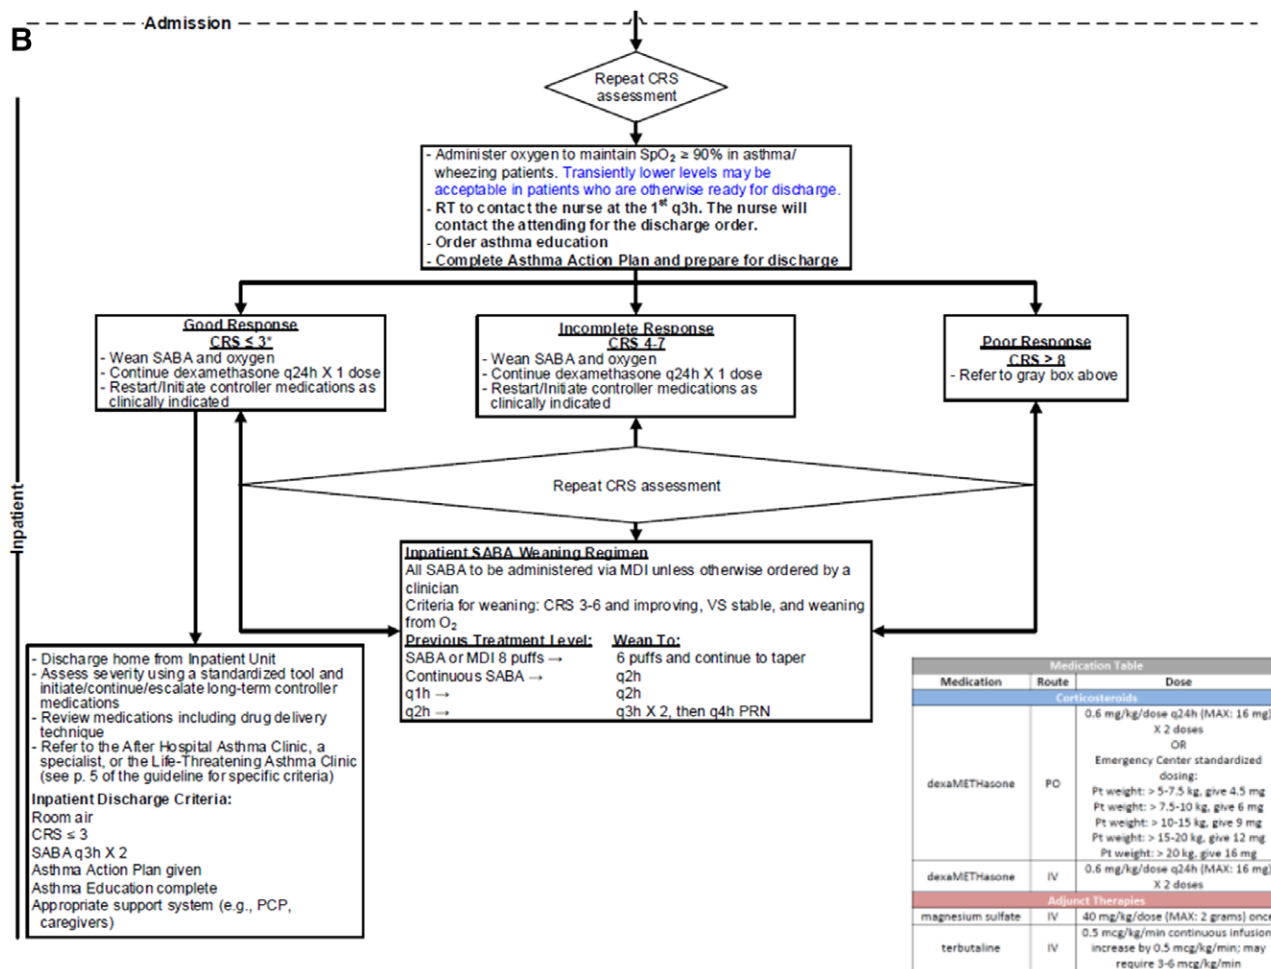 B
Admission
Repeat CRS
assessment
- Administer oxygen to maintain SpO₂ ≥ 90% in asthma/
wheezing patients. Transiently lower levels may be
acceptable in patients who are otherwise ready for discharge.
- RT to contact the nurse at the 1st q3h. The nurse will
contact the attending for the discharge order.
- Order asthma education
- Complete Asthma Action Plan and prepare for discharge
Good Response
CRS ≤ 3*
- Wean SABA and oxygen
- Continue dexamethasone q24h X 1 dose
- Restart/Initiate controller medications as
clinically indicated
Incomplete Response
CRS 4-7
- Wean SABA and oxygen
- Continue dexamethasone q24h X 1 dose
- Restart/Initiate controller medications as
clinically indicated
Poor Response
CRS ≥ 8
- Refer to gray box above
Repeat CRS assessment
Inpatient
Inpatient SABA Weaning Regimen
All SABA to be administered via MDI unless otherwise ordered by a
clinician
Criteria for weaning: CRS 3-6 and improving, VS stable, and weaning
from O₂
Previous Treatment Level: Wean To:
SABA or MDI 8 puffs → 6 puffs and continue to taper
Continuous SABA → q2h
q1h → q2h
q2h → q3h X 2, then q4h PRN
- Discharge home from Inpatient Unit
- Assess severity using a standardized tool and
initiate/continue/escalate long-term controller
medications
- Review medications including drug delivery
technique
- Refer to the After Hospital Asthma Clinic, a
specialist, or the Life-Threatening Asthma Clinic
(see p. 5 of the guideline for specific criteria)
Inpatient Discharge Criteria:
Room air
CRS ≤ 3
SABA q3h X 2
Asthma Action Plan given
Asthma Education complete
Appropriate support system (e.g., PCP,
caregivers)
Medication Table
Medication Route Dose
Corticosteroids
dexaMETHasone PO 0.6 mg/kg/dose q24h (MAX: 16 mg)
X 2 doses
OR
Emergency Center standardized
dosing:
Pt weight: > 5-7.5 kg, give 4.5 mg
Pt weight: > 7.5-10 kg, give 6 mg
Pt weight: > 10-15 kg, give 9 mg
Pt weight: > 15-20 kg, give 12 mg
Pt weight: > 20 kg, give 16 mg
dexaMETHasone IV 0.6 mg/kg/dose q24h (MAX: 16 mg)
X 2 doses
Adjunct Therapies
magnesium sulfate IV 40 mg/kg/dose (MAX: 2 grams) once
terbutaline IV 0.5 mcg/kg/min continuous infusion
increase by 0.5 mcg/kg/min; may
require 3-6 mcg/kg/min